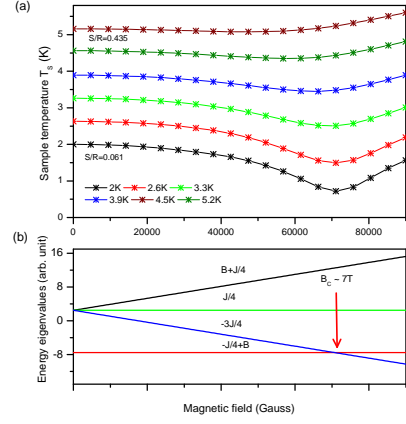 (a)
5
4
3
2
1
0
Sample temperature T_S (K)
S/R=0.435
S/R=0.061
2K 2.6K 3.3K
3.9K 4.5K 5.2K
0 20000 40000 60000 80000
(b)
16
8
0
-8
Energy eigenvalues (arb. unit)
B+J/4
J/4
-3J/4
-J/4+B
B_C ~ 7T
Magnetic field (Gauss)